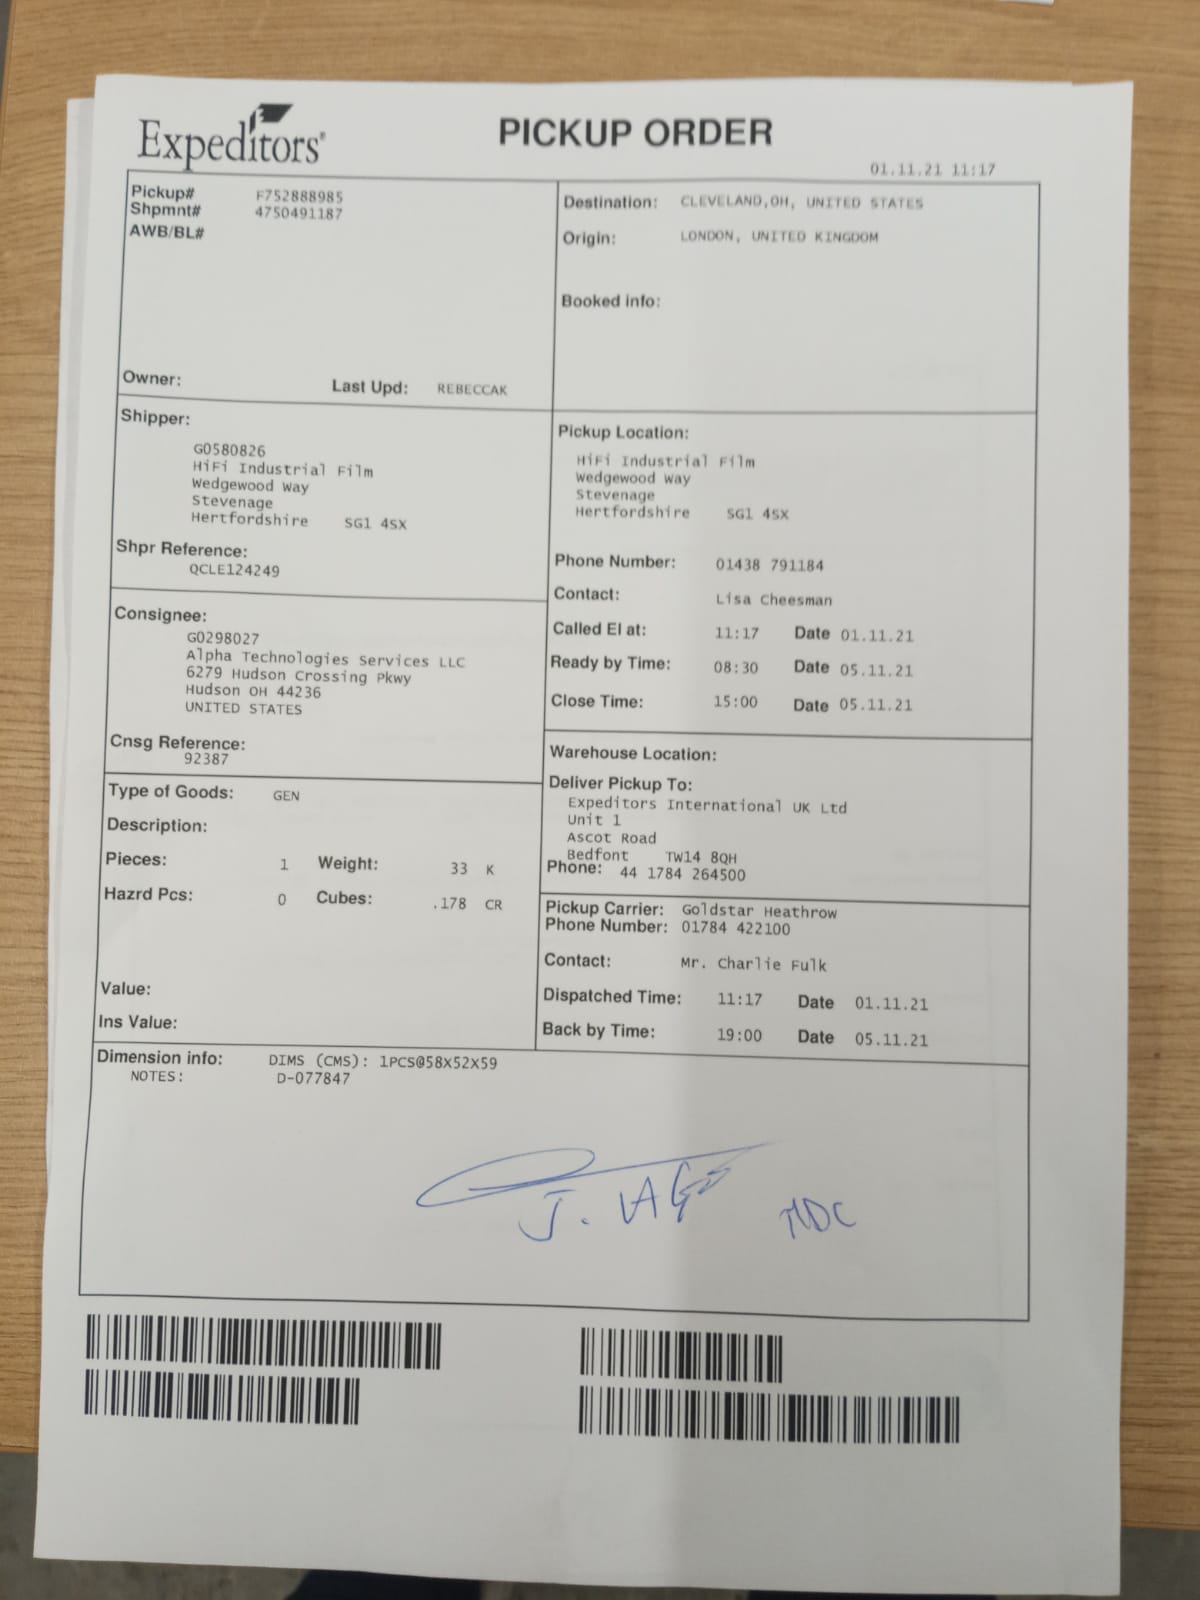 Expeditors®
PICKUP ORDER
01.11.21 11:17
Pickup# F752888985
Shpmnt# 4750491187
AWB/BL#
Owner: Last Upd: REBECCAK
Destination: CLEVELAND,OH, UNITED STATES
Origin: LONDON, UNITED KINGDOM
Booked info:
Shipper:
G0580826
HiFi Industrial Film
Wedgewood Way
Stevenage
Hertfordshire SG1 4SX
Shpr Reference:
QCLE124249
Consignee:
G0298027
Alpha Technologies Services LLC
6279 Hudson Crossing Pkwy
Hudson OH 44236
UNITED STATES
Cnsg Reference:
92387
Type of Goods: GEN
Description:
Pieces: 1 Weight: 33 K
Hazrd Pcs: 0 Cubes: .178 CR
Value:
Ins Value:
Pickup Location:
HiFi Industrial Film
Wedgewood Way
Stevenage
Hertfordshire SG1 4SX
Phone Number: 01438 791184
Contact: Lisa Cheesman
Called EI at: 11:17 Date 01.11.21
Ready by Time: 08:30 Date 05.11.21
Close Time: 15:00 Date 05.11.21
Warehouse Location:
Deliver Pickup To:
Expeditors International UK Ltd
Unit 1
Ascot Road
Bedfont TW14 8QH
Phone: 44 1784 264500
Pickup Carrier: Goldstar Heathrow
Phone Number: 01784 422100
Contact: Mr. Charlie Fulk
Dispatched Time: 11:17 Date 01.11.21
Back by Time: 19:00 Date 05.11.21
Dimension info: DIMS (CMS): 1PCS@58X52X59
NOTES: D-077847
J.